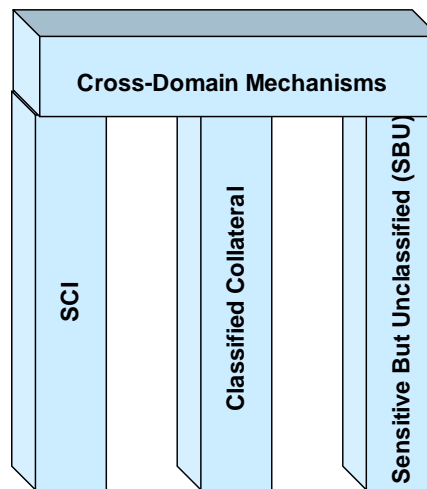 Cross-Domain Mechanisms
SCI
Classified Collateral
Sensitive But Unclassified (SBU)